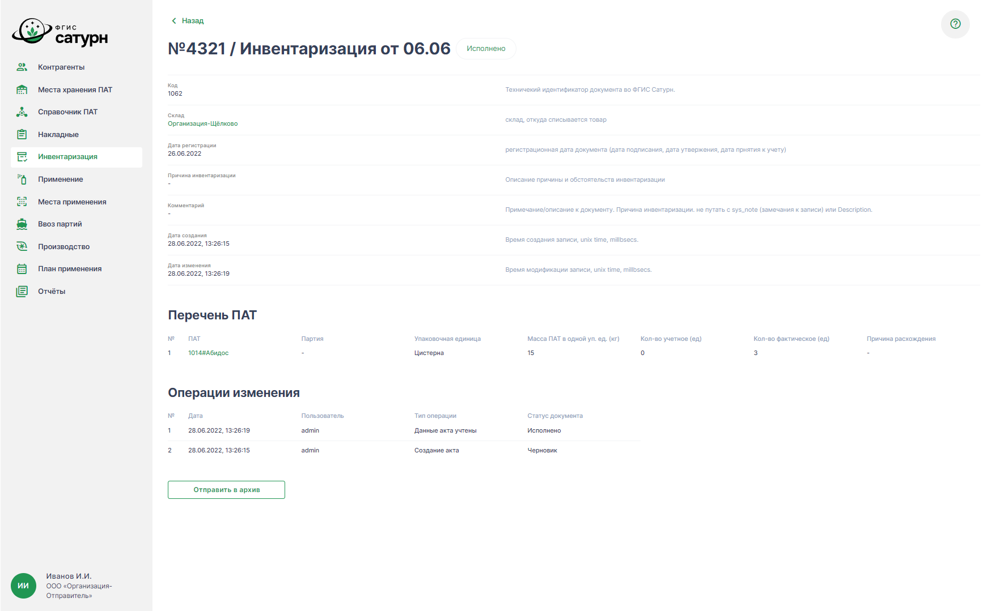 ФГИС
сатурн
Контрагенты
Места хранения ПАТ
Справочник ПАТ
Накладные
Инвентаризация
Применение
Места применения
Ввоз партий
Производство
План применения
Отчёты
ИИ
Иванов И.И.
ООО «Организация-
Отправитель»
Назад
№4321 / Инвентаризация от 06.06
Исполнено
Код
1062
Техничекий идентификатор документа во ФГИС Сатурн.
Склад
Организация-Щёлково
склад, откуда списывается товар
Дата регистрации
26.06.2022
регистрационная дата документа (дата подписания, дата утвержения, дата прнятия к учету)
Причина инвентаризации
-
Описание причины и обстоятельств инвентаризации
Комментарий
-
Примечание/описание к документу. Причина инвентаризации. не путать с sys_note (замечания к записи) или Description.
Дата создания
28.06.2022, 13:26:15
Время создания записи, unix time, millbsecs.
Дата изменения
28.06.2022, 13:26:19
Время модификации записи, unix time, millbsecs.
Перечень ПАТ
№ ПАТ Партия Упаковочная единица Масса ПАТ в одной уп. ед. (кг) Кол-во учетное (ед) Кол-во фактическое (ед) Причина расхождения
1 1014#Абидос - Цистерна 15 0 3 -
Операции изменения
№ Дата Пользователь Тип операции Статус документа
1 28.06.2022, 13:26:19 admin Данные акта учтены Исполнено
2 28.06.2022, 13:26:15 admin Создание акта Черновик
Отправить в архив